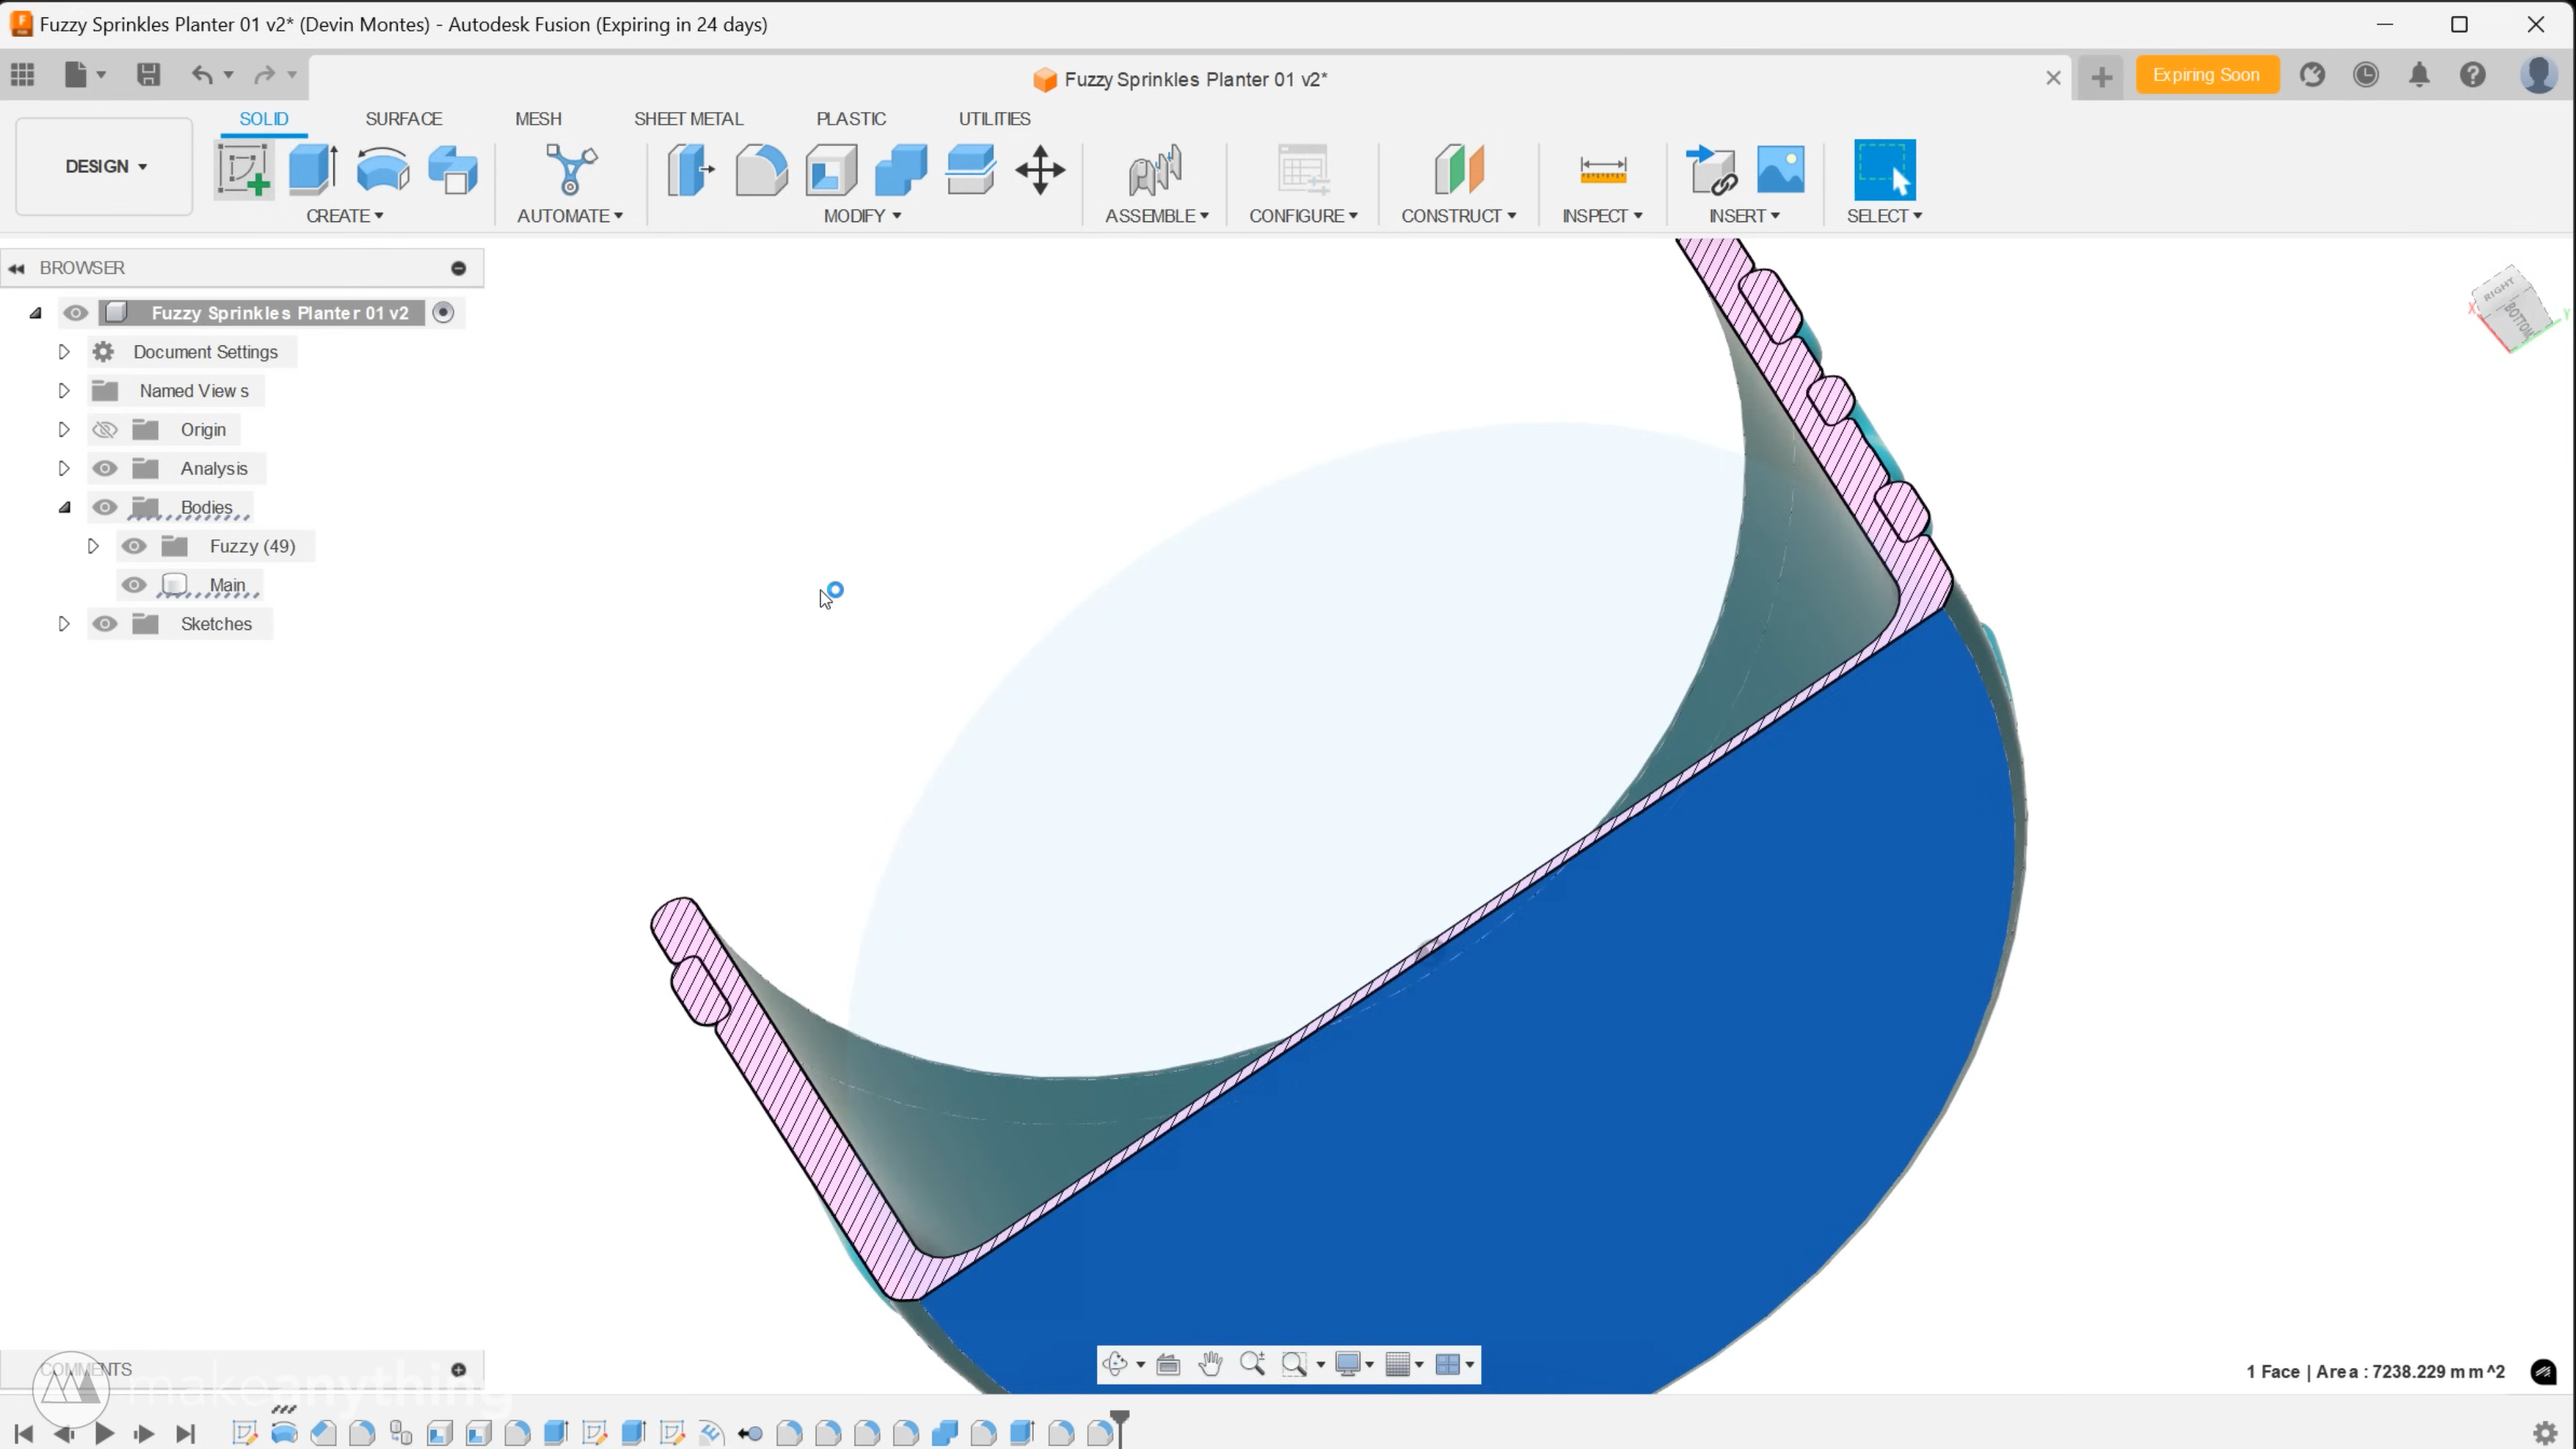 Fuzzy Sprinkles Planter 01 v2* (Devin Montes) - Autodesk Fusion (Expiring in 24 days)
Fuzzy Sprinkles Planter 01 v2*
Expiring Soon
SOLID SURFACE MESH SHEET METAL PLASTIC UTILITIES
DESIGN
CREATE AUTOMATE MODIFY ASSEMBLE CONFIGURE CONSTRUCT INSPECT INSERT SELECT
BROWSER
Fuzzy Sprinkles Planter 01 v2
Document Settings
Named Views
Origin
Analysis
Bodies
Fuzzy (49)
Main
Sketches
RIGHT
BOTTOM
X
Y
COMMENTS
makeanything
1 Face | Area : 7238.229 mm^2